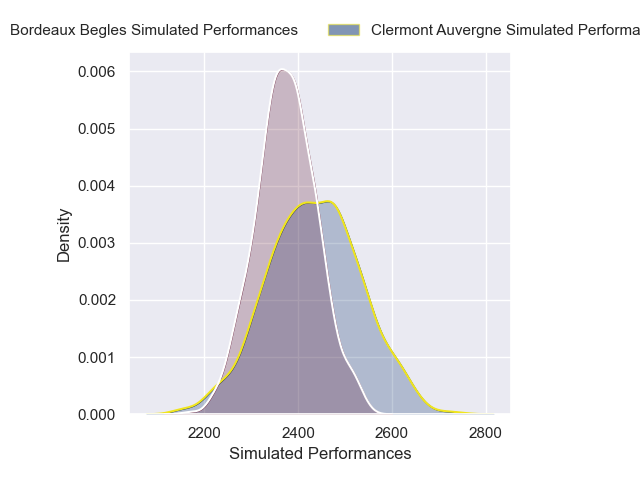 Bordeaux Begles Simulated Performances
Clermont Auvergne Simulated Performa
0.006
0.005
0.004
0.003
0.002
0.001
0.000
Density
2200 2400 2600 2800
Simulated Performances